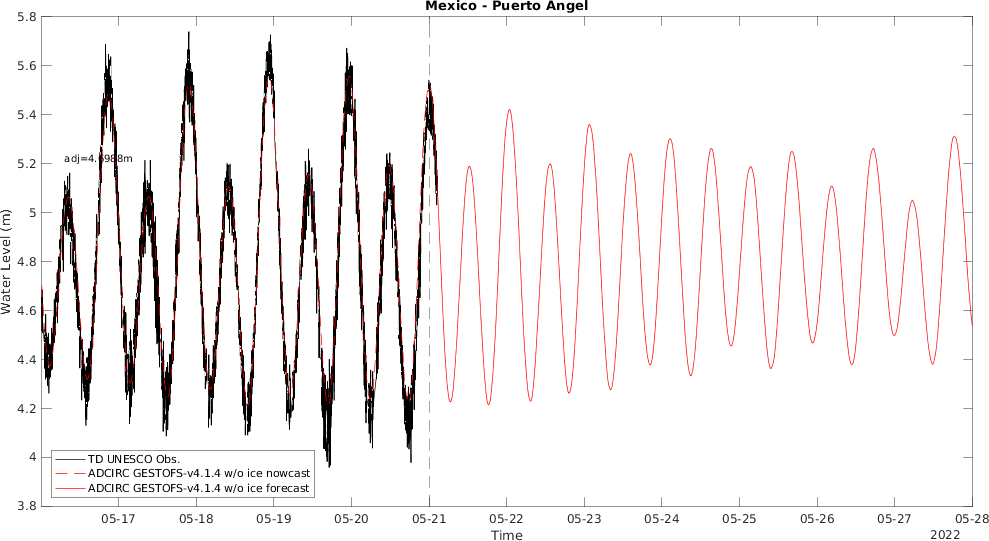 Mexico - Puerto Angel
5.8
5.6
5.4
5.2
5
4.8
4.6
4.4
4.2
4
3.8
Water Level (m)
adj=4.6988m
TD UNESCO Obs.
ADCIRC GESTOFS-v4.1.4 w/o ice nowcast
ADCIRC GESTOFS-v4.1.4 w/o ice forecast
05-17 05-18 05-19 05-20 05-21 05-22 05-23 05-24 05-25 05-26 05-27 05-28
Time
2022